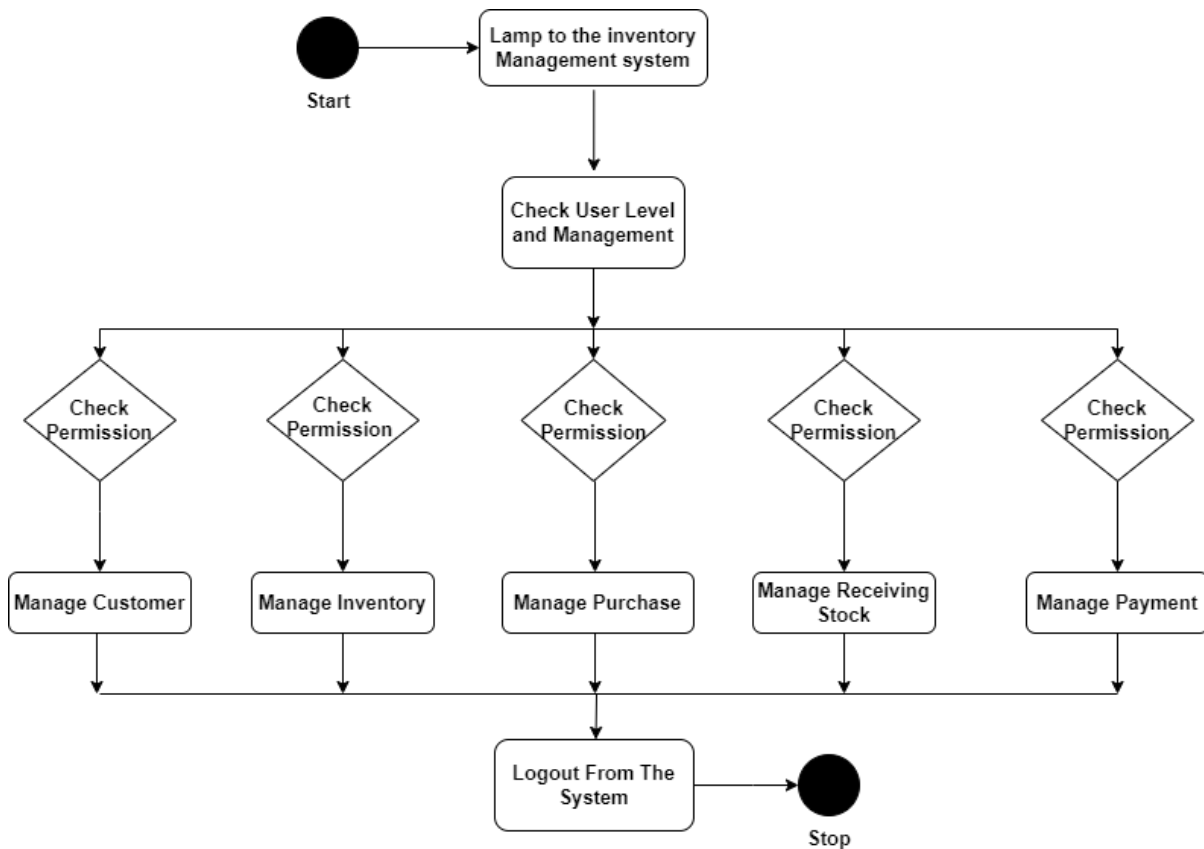 Lamp to the inventory
Management system
Start
Check User Level
and Management
Check
Permission
Check
Permission
Check
Permission
Check
Permission
Check
Permission
Manage Customer
Manage Inventory
Manage Purchase
Manage Receiving
Stock
Manage Payment
Logout From The
System
Stop